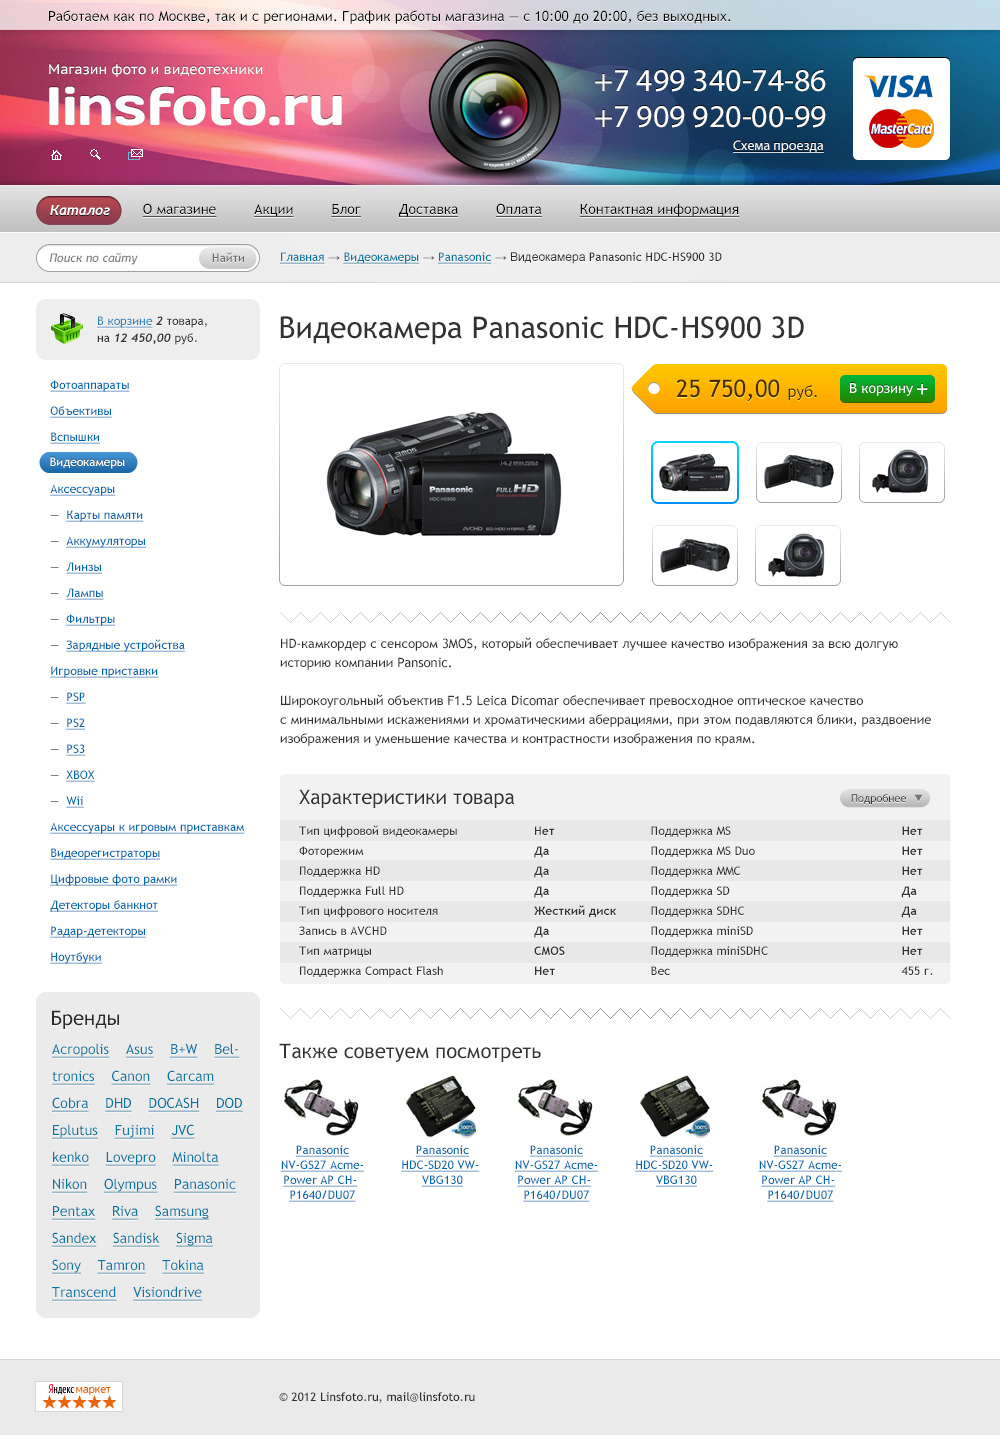 Работаем как по Москве, так и с регионами. График работы магазина — с 10:00 до 20:00, без выходных.
Магазин фото и видеотехники
linsfoto.ru
+7 499 340-74-86
+7 909 920-00-99
Схема проезда
VISA
MasterCard
Каталог О магазине Акции Блог Доставка Оплата Контактная информация
Поиск по сайту Найти
Главная → Видеокамеры → Panasonic → Видеокамера Panasonic HDC-HS900 3D
В корзине 2 товара,
на 12 450,00 руб.
Фотоаппараты
Объективы
Вспышки
Видеокамеры
Аксессуары
— Карты памяти
— Аккумуляторы
— Линзы
— Лампы
— Фильтры
— Зарядные устройства
Игровые приставки
— PSP
— PS2
— PS3
— XBOX
— Wii
Аксессуары к игровым приставкам
Видеорегистраторы
Цифровые фото рамки
Детекторы банкнот
Радар-детекторы
Ноутбуки
Бренды
Acropolis Asus B+W Bel-
tronics Canon Carcam
Cobra DHD DOCASH DOD
Eplutus Fujimi JVC
kenko Lovepro Minolta
Nikon Olympus Panasonic
Pentax Riva Samsung
Sandex Sandisk Sigma
Sony Tamron Tokina
Transcend Visiondrive
Видеокамера Panasonic HDC-HS900 3D
3MOS
14.2
Panasonic
HDC HS900
FULL HD
AVCHD
25 750,00 руб.
В корзину +
HD-камкордер с сенсором 3MOS, который обеспечивает лучшее качество изображения за всю долгую
историю компании Pansonic.
Широкоугольный объектив F1.5 Leica Dicomar обеспечивает превосходное оптическое качество
с минимальными искажениями и хроматическими аберрациями, при этом подавляются блики, раздвоение
изображения и уменьшение качества и контрастности изображения по краям.
Характеристики товара
Подробнее
Тип цифровой видеокамеры Нет Поддержка MS Нет
Фоторежим Да Поддержка MS Duo Нет
Поддержка HD Да Поддержка MMC Нет
Поддержка Full HD Да Поддержка SD Да
Тип цифрового носителя Жесткий диск Поддержка SDHC Да
Запись в AVCHD Да Поддержка miniSD Нет
Тип матрицы CMOS Поддержка miniSDHC Нет
Поддержка Compact Flash Нет Вес 455 г.
Также советуем посмотреть
Panasonic
NV-GS27 Acme-
Power AP CH-
P1640/DU07
100%
Panasonic
HDC-SD20 VW-
VBG130
Panasonic
NV-GS27 Acme-
Power AP CH-
P1640/DU07
100%
Panasonic
HDC-SD20 VW-
VBG130
Panasonic
NV-GS27 Acme-
Power AP CH-
P1640/DU07
Яндекс маркет
© 2012 Linsfoto.ru, mail@linsfoto.ru